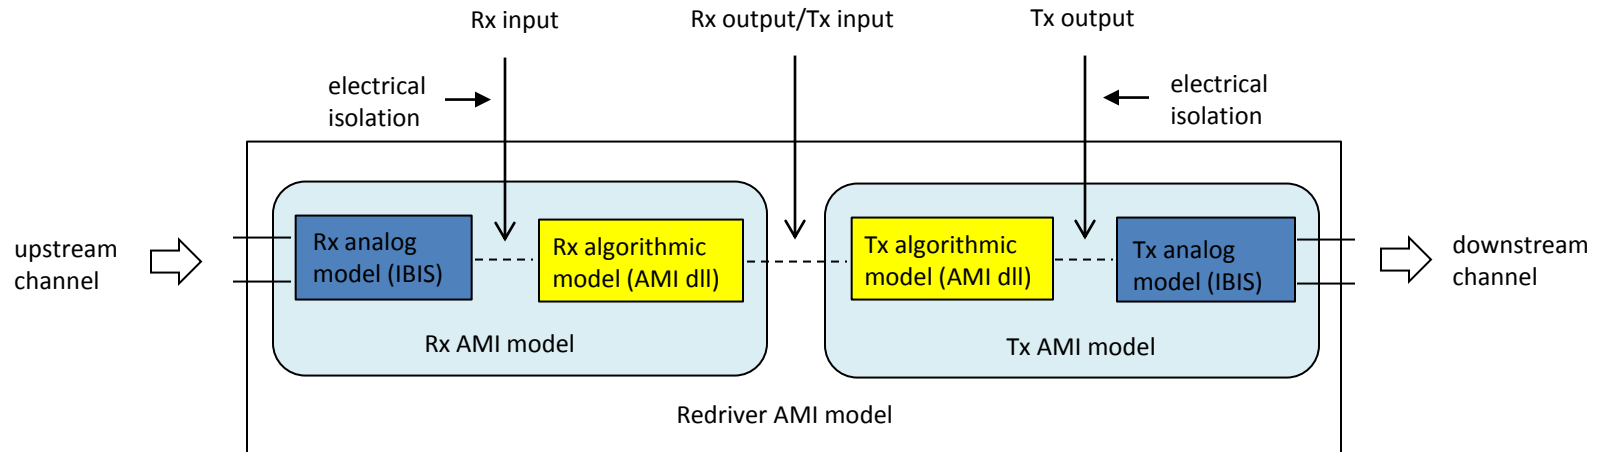 Rx input
Rx output/Tx input
Tx output
electrical
isolation
electrical
isolation
upstream
channel
Rx analog
model (IBIS)
Rx algorithmic
model (AMI dll)
Tx algorithmic
model (AMI dll)
Tx analog
model (IBIS)
downstream
channel
Rx AMI model
Tx AMI model
Redriver AMI model